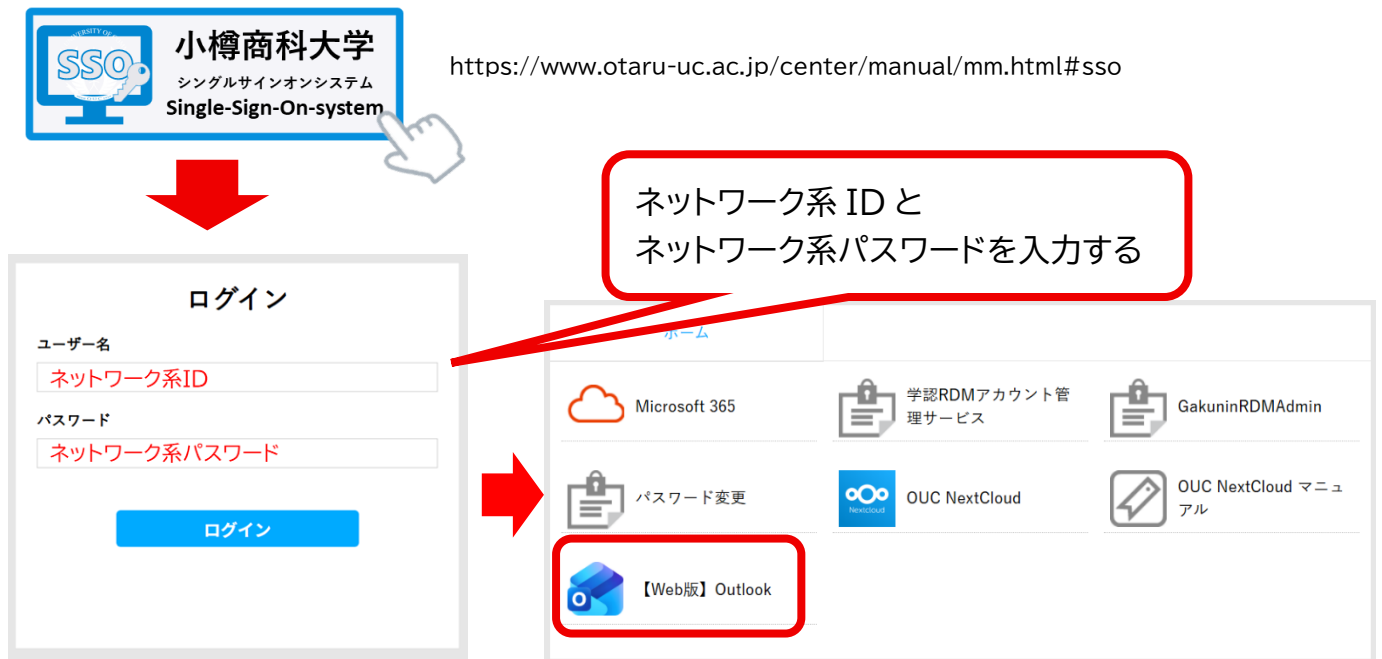 UNIVERSITY OF
SSO
小樽商科大学
シングルサインオンシステム
Single-Sign-On-system
https://www.otaru-uc.ac.jp/center/manual/mm.html#sso
ネットワーク系 ID と
ネットワーク系パスワードを入力する
ログイン
ユーザー名
ネットワーク系ID
パスワード
ネットワーク系パスワード
ログイン
ホーム
Microsoft 365
学認RDMアカウント管
理サービス
GakuninRDMAdmin
パスワード変更
Nextcloud
OUC NextCloud
OUC NextCloud マニュ
アル
O
【Web版】Outlook